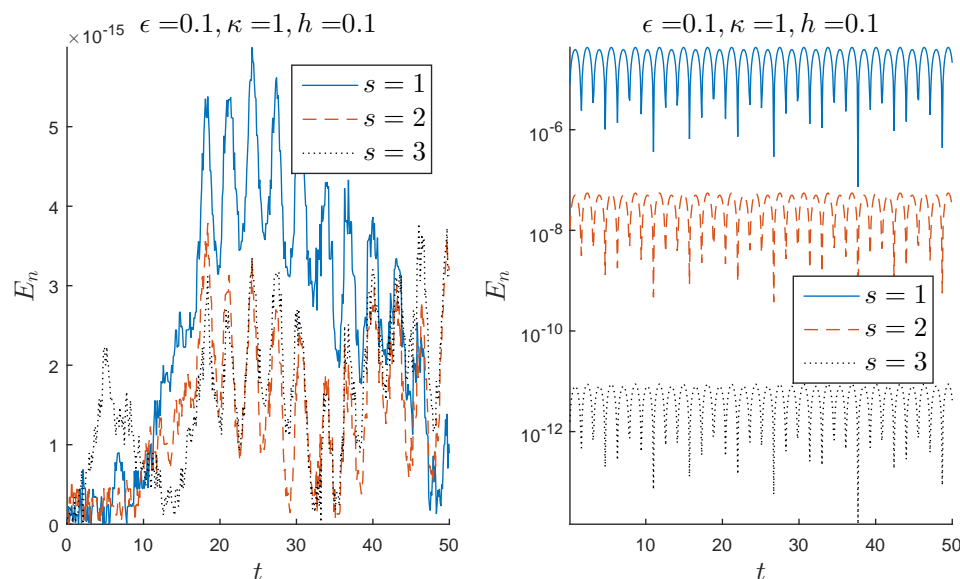 ϵ =0.1, κ =1, h =0.1
×10⁻¹⁵
Eₙ
5
4
3
2
1
0
0 10 20 30 40 50
t
s = 1
s = 2
s = 3
ϵ =0.1, κ =1, h =0.1
Eₙ
10⁻⁶
10⁻⁸
10⁻¹⁰
10⁻¹²
10 20 30 40 50
t
s = 1
s = 2
s = 3